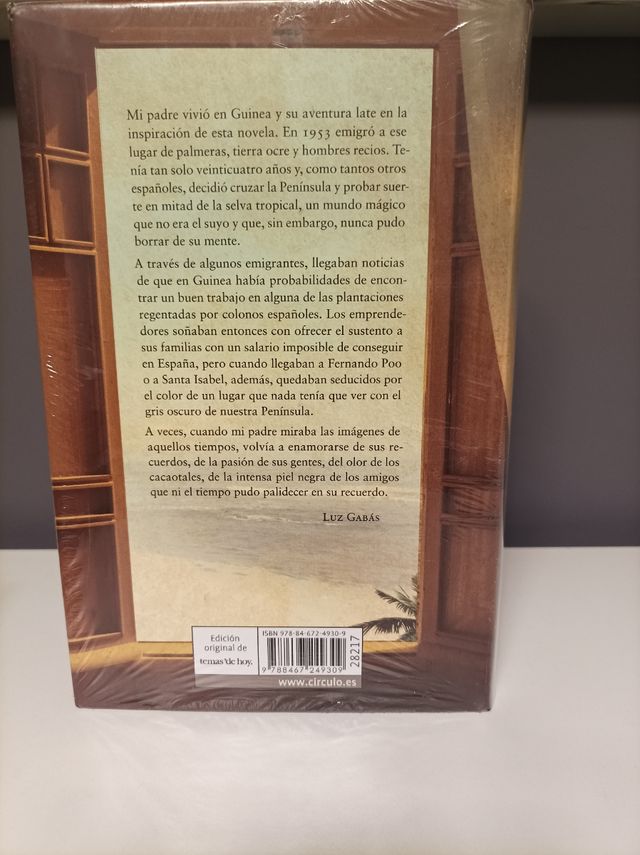 Mi padre vivió en Guinea y su aventura late en la
inspiración de esta novela. En 1953 emigró a ese
lugar de palmeras, tierra ocre y hombres recios. Te-
nía tan solo veinticuatro años y, como tantos otros
españoles, decidió cruzar la Península y probar suer-
te en mitad de la selva tropical, un mundo mágico
que no era el suyo y que, sin embargo, nunca pudo
borrar de su mente.
A través de algunos emigrantes, llegaban noticias
de que en Guinea había probabilidades de encon-
trar un buen trabajo en alguna de las plantaciones
regentadas por colonos españoles. Los emprende-
dores soñaban entonces con ofrecer el sustento a
sus familias con un salario imposible de conseguir
en España, pero cuando llegaban a Fernando Poo
o a Santa Isabel, además, quedaban seducidos por
el color de un lugar que nada tenía que ver con el
gris oscuro de nuestra Península.
A veces, cuando mi padre miraba las imágenes de
aquellos tiempos, volvía a enamorarse de sus re-
cuerdos, de la pasión de sus gentes, del olor de los
cacaotales, de la intensa piel negra de los amigos
que ni el tiempo pudo palidecer en su recuerdo.
Luz Gabás
Edición
original de
temas'de hoy.
ISBN 978-84-672-4930-9
9 788467 249309
28217
www.circulo.es